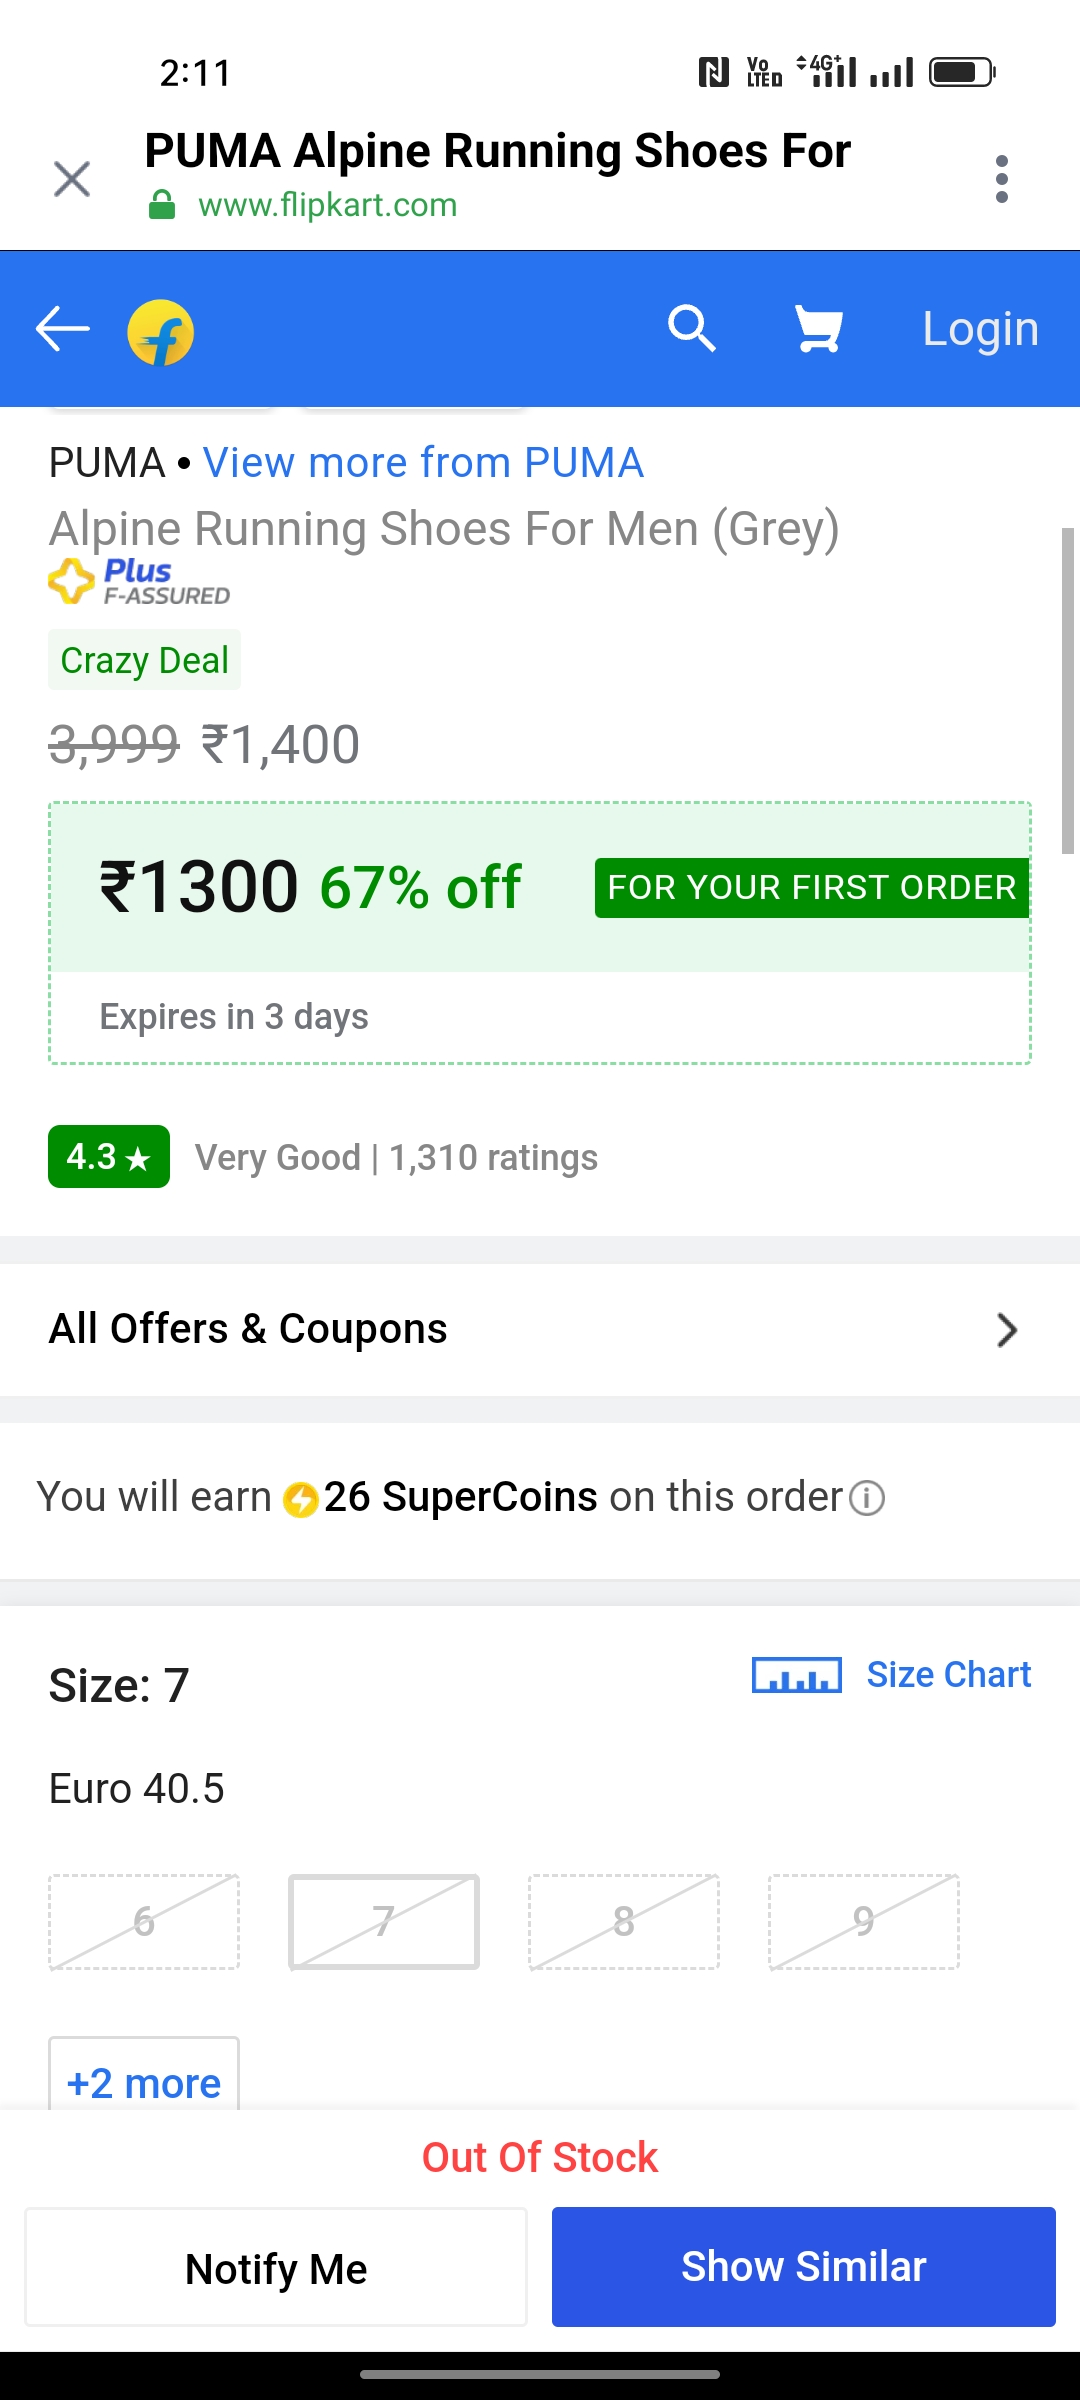 2:11
Vo LTED 4G+
PUMA Alpine Running Shoes For
www.flipkart.com
Login
PUMA • View more from PUMA
Alpine Running Shoes For Men (Grey)
Plus
F-ASSURED
Crazy Deal
3,999 ₹1,400
₹1300 67% off FOR YOUR FIRST ORDER
Expires in 3 days
4.3★ Very Good | 1,310 ratings
All Offers & Coupons
You will earn 26 SuperCoins on this order
Size: 7 Size Chart
Euro 40.5
6 7 8 9
+2 more
Out Of Stock
Notify Me Show Similar